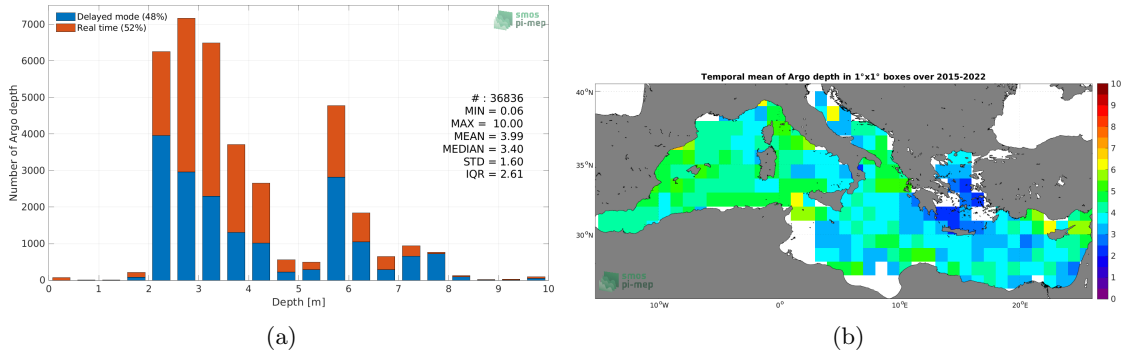 Delayed mode (48%)
Real time (52%)
smos
pi-mep
7000
6000
5000
4000
3000
2000
1000
0
Number of Argo depth
# : 36836
MIN = 0.06
MAX = 10.00
MEAN = 3.99
MEDIAN = 3.40
STD = 1.60
IQR = 2.61
0 1 2 3 4 5 6 7 8 9 10
Depth [m]
(a)
Temporal mean of Argo depth in 1°x1° boxes over 2015-2022
40°N
35°N
30°N
10°W 0° 10°E 20°E
smos
pi-mep
10
9
8
7
6
5
4
3
2
1
0
(b)